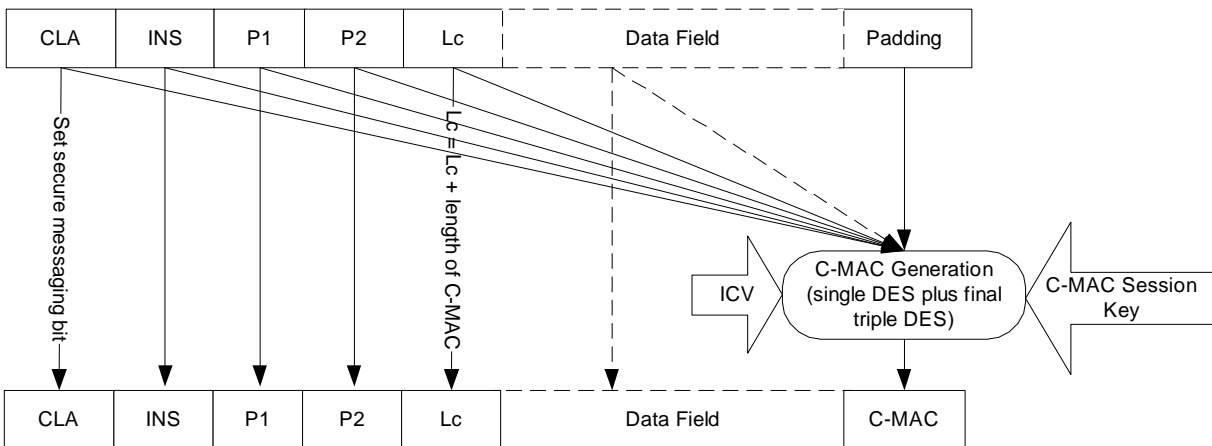 CLA INS P1 P2 Lc Data Field Padding
Set secure messaging bit
Lc = Lc + length of C-MAC
ICV
C-MAC Generation
(single DES plus final
triple DES)
C-MAC Session
Key
CLA INS P1 P2 Lc Data Field C-MAC